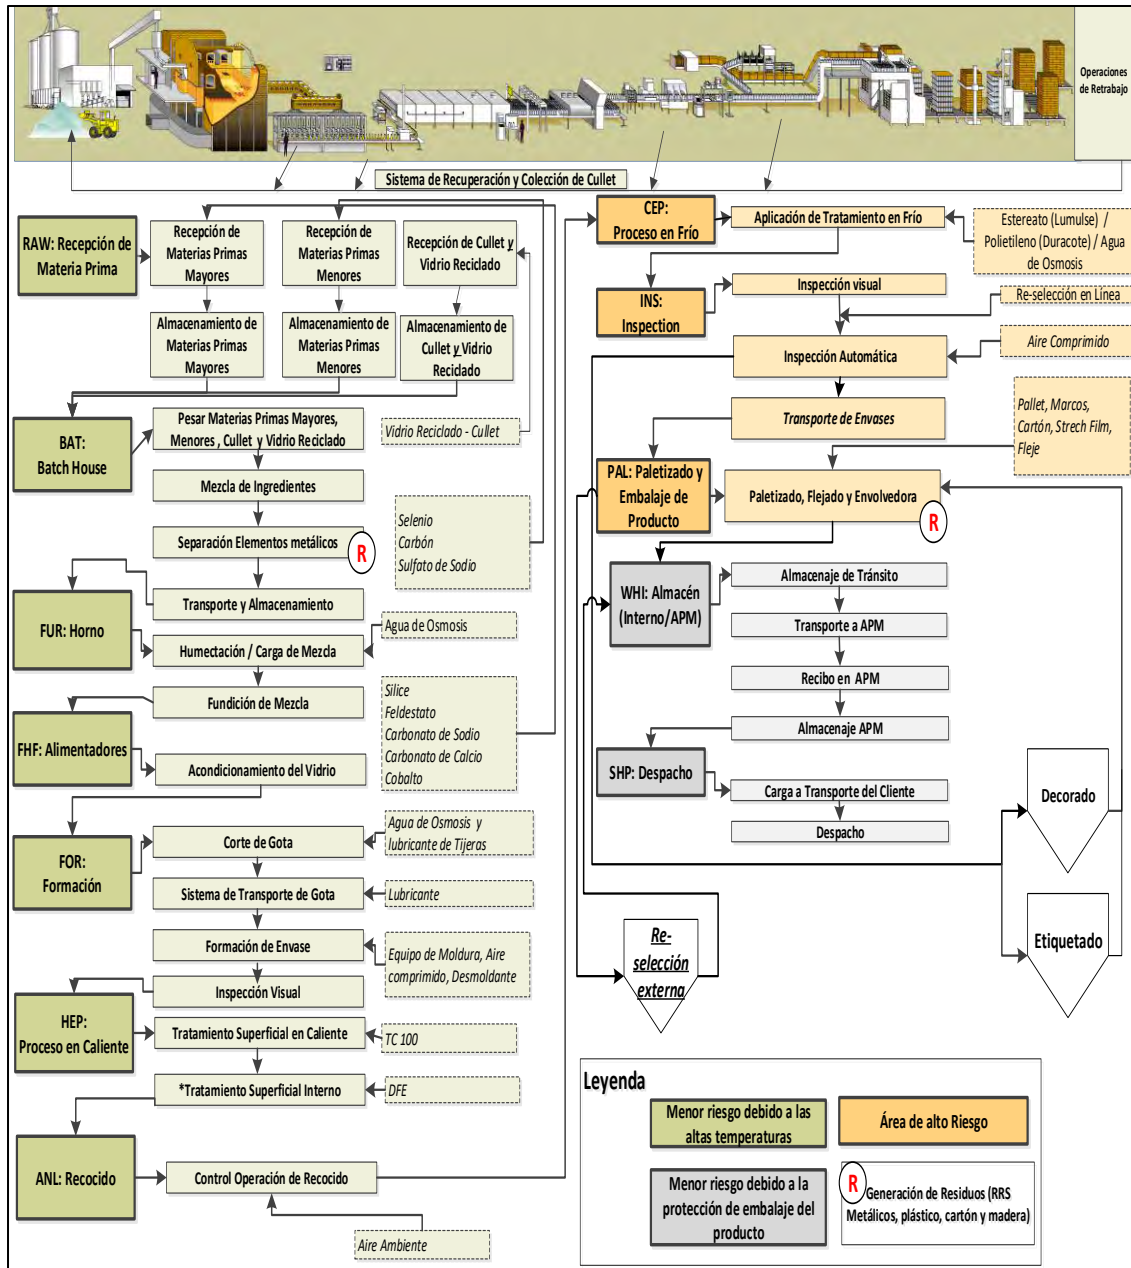 Operaciones
de Retrabajo
Sistema de Recuperación y Colección de Cullet
RAW: Recepción de
Materia Prima
Recepción de
Materias Primas
Mayores
Recepción de
Materias Primas
Menores
Recepción de Cullet y
Vidrio Reciclado
Almacenamiento de
Materias Primas
Mayores
Almacenamiento de
Materias Primas
Menores
Almacenamiento de
Cullet y Vidrio
Reciclado
BAT:
Batch House
Pesar Materias Primas Mayores,
Menores , Cullet y Vidrio Reciclado
Vidrio Reciclado - Cullet
Mezcla de Ingredientes
Separación Elementos metálicos
R
Selenio
Carbón
Sulfato de Sodio
Transporte y Almacenamiento
FUR: Horno
Humectación / Carga de Mezcla
Agua de Osmosis
Fundición de Mezcla
Silice
Feldestato
Carbonato de Sodio
Carbonato de Calcio
Cobalto
FHF: Alimentadores
Acondicionamiento del Vidrio
FOR:
Formación
Corte de Gota
Agua de Osmosis y
lubricante de Tijeras
Sistema de Transporte de Gota
Lubricante
Formación de Envase
Equipo de Moldura, Aire
comprimido, Desmoldante
Inspección Visual
HEP:
Proceso en Caliente
Tratamiento Superficial en Caliente
TC 100
*Tratamiento Superficial Interno
DFE
ANL: Recocido
Control Operación de Recocido
Aire Ambiente
CEP:
Proceso en Frío
Aplicación de Tratamiento en Frío
Estereato (Lumulse) /
Polietileno (Duracote) / Agua
de Osmosis
INS:
Inspection
Inspección visual
Re-selección en Línea
Inspección Automática
Aire Comprimido
Transporte de Envases
Pallet, Marcos,
Cartón, Strech Film,
Fleje
PAL: Paletizado y
Embalaje de
Producto
Paletizado, Flejado y Envolvedora
R
WHI: Almacén
(Interno/APM)
Almacenaje de Tránsito
Transporte a APM
Recibo en APM
Almacenaje APM
SHP: Despacho
Carga a Transporte del Cliente
Despacho
Decorado
Etiquetado
Re-
selección
externa
Leyenda
Menor riesgo debido a las
altas temperaturas
Área de alto Riesgo
Menor riesgo debido a la
protección de embalaje del
producto
R
Generación de Residuos (RRS
Metálicos, plástico, cartón y madera)